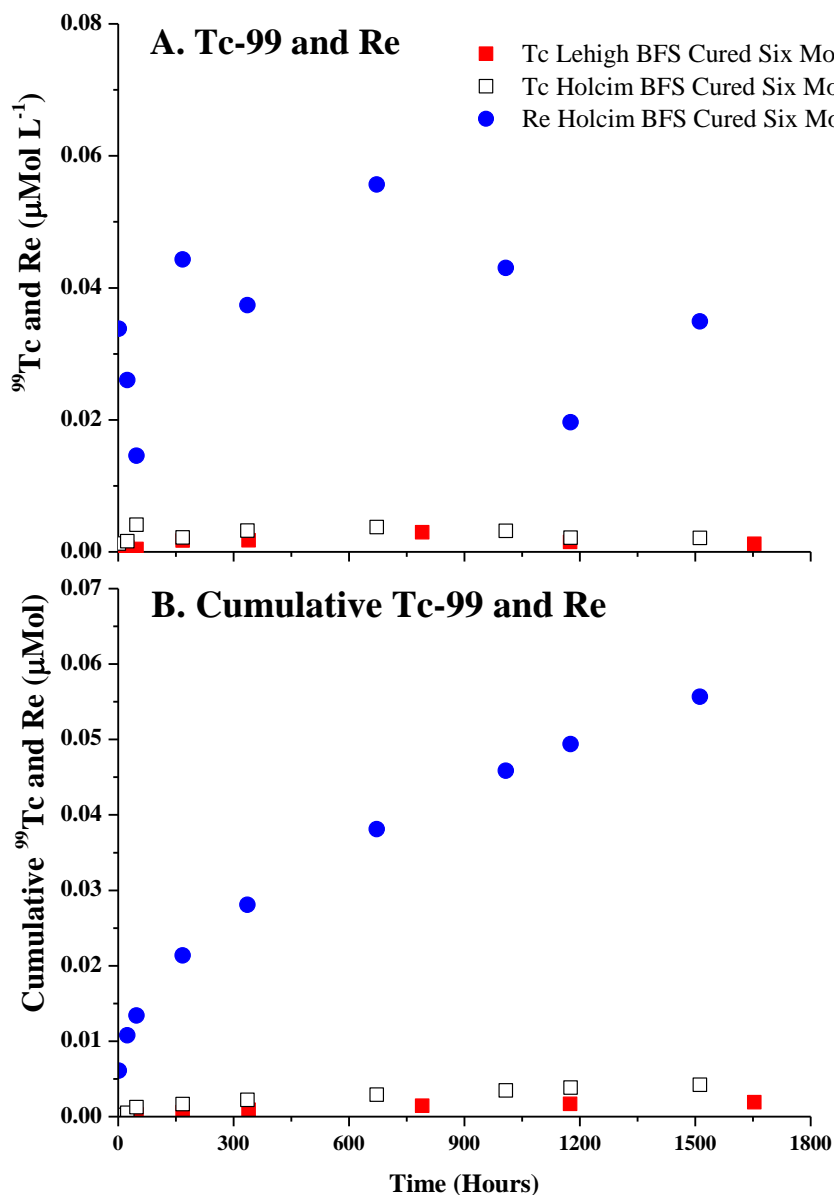 A. Tc-99 and Re
Tc Lehigh BFS Cured Six Mo
Tc Holcim BFS Cured Six Mo
Re Holcim BFS Cured Six Mo
⁹⁹Tc and Re (μMol L⁻¹)
0.08
0.06
0.04
0.02
0.00
B. Cumulative Tc-99 and Re
Cumulative ⁹⁹Tc and Re (μMol)
0.07
0.06
0.05
0.04
0.03
0.02
0.01
0.00
0 300 600 900 1200 1500 1800
Time (Hours)